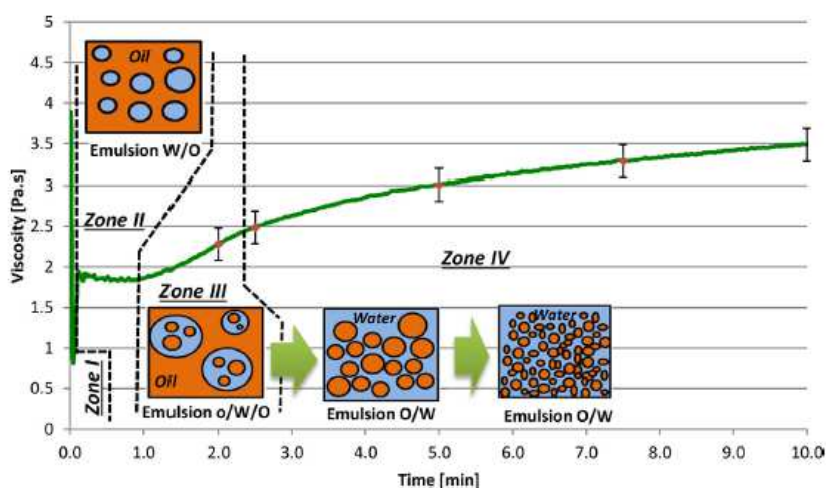 5
4.5
4
3.5
3
2.5
2
1.5
1
0.5
0
Viscosity [Pa.s]
Oil
Emulsion W/O
Zone II
Zone IV
Zone III
Zone I
Oil
Emulsion o/W/O
Water
Emulsion O/W
Water
Emulsion O/W
0.0 1.0 2.0 3.0 4.0 5.0 6.0 7.0 8.0 9.0 10.0
Time [min]